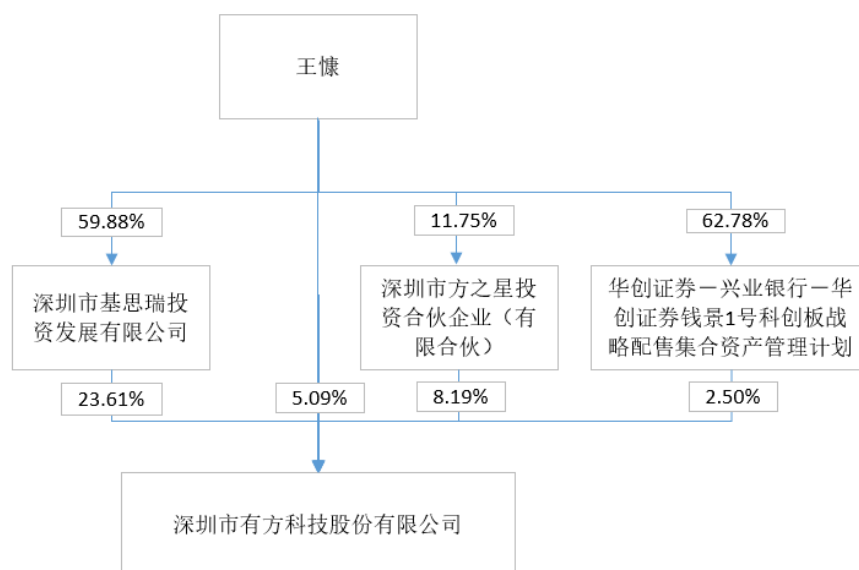 王慷
59.88%
11.75%
62.78%
深圳市基思瑞投
资发展有限公司
深圳市方之星投
资合伙企业（有
限合伙）
华创证券－兴业银行－华
创证券钱景1号科创板战
略配售集合资产管理计划
23.61%
5.09%
8.19%
2.50%
深圳市有方科技股份有限公司